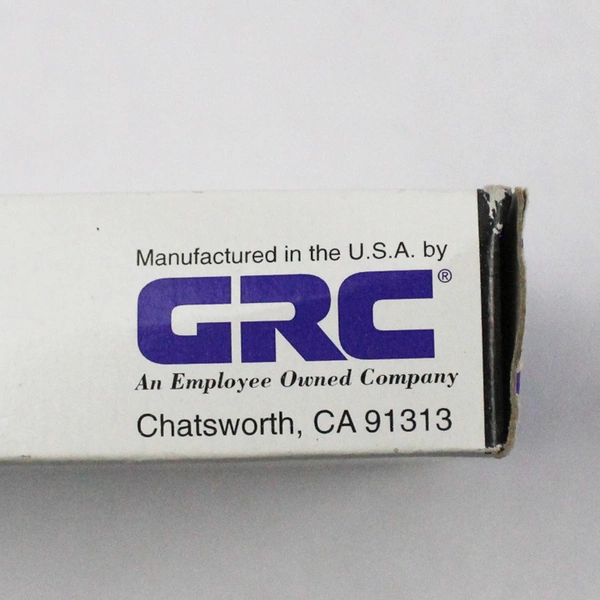 Manufactured in the U.S.A. by
GRC®
An Employee Owned Company
Chatsworth, CA 91313